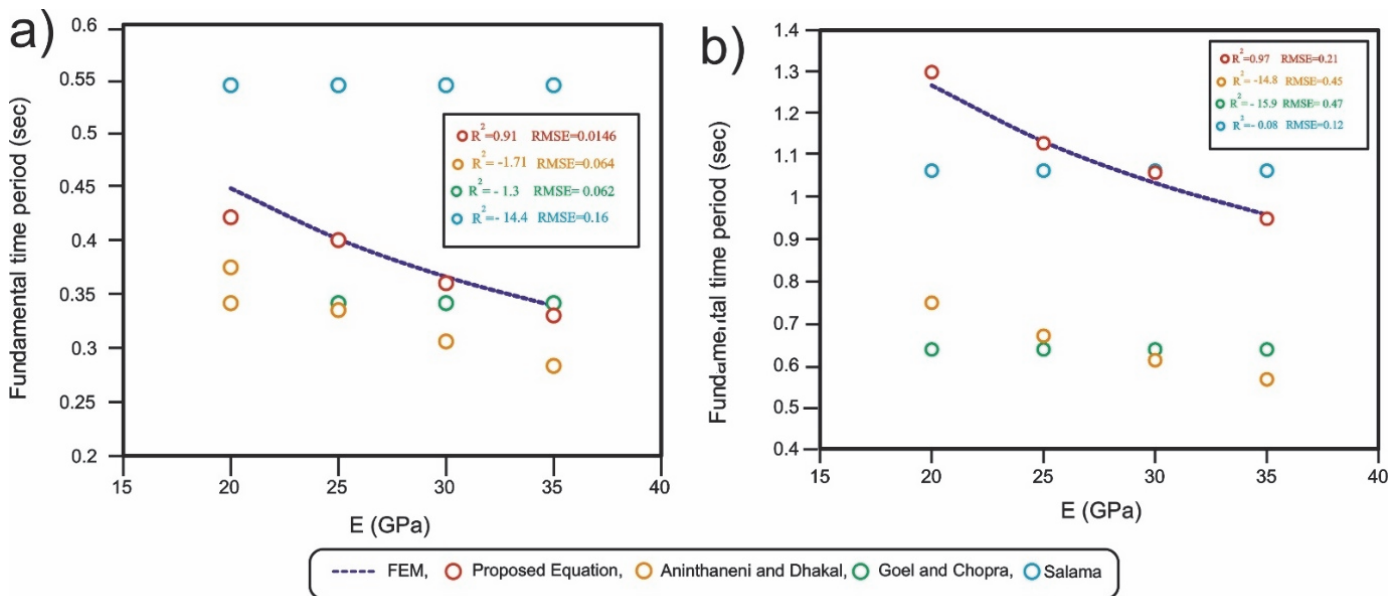 a)
Fundamental time period (sec)
0.6
0.55
0.5
0.45
0.4
0.35
0.3
0.25
0.2
15 20 25 30 35 40
E (GPa)
R²=0.91 RMSE=0.0146
R²= -1.71 RMSE=0.064
R²= - 1.3 RMSE= 0.062
R²= - 14.4 RMSE=0.16
b)
Fundamental time period (sec)
1.4
1.3
1.2
1.1
1
0.9
0.8
0.7
0.6
0.5
0.4
15 20 25 30 35 40
E (GPa)
R²=0.97 RMSE=0.21
R²= -14.8 RMSE=0.45
R²= - 15.9 RMSE= 0.47
R²= - 0.08 RMSE=0.12
FEM, Proposed Equation, Aninthaneni and Dhakal, Goel and Chopra, Salama